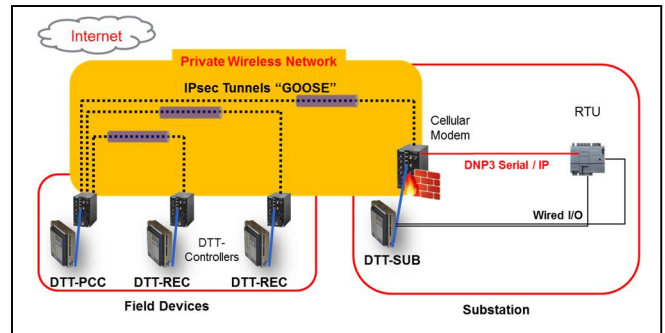 Internet
Private Wireless Network
IPsec Tunnels “GOOSE”
Cellular
Modem
RTU
DNP3 Serial / IP
Wired I/O
DTT-
Controllers
DTT-SUB
DTT-PCC
DTT-REC
DTT-REC
Field Devices
Substation